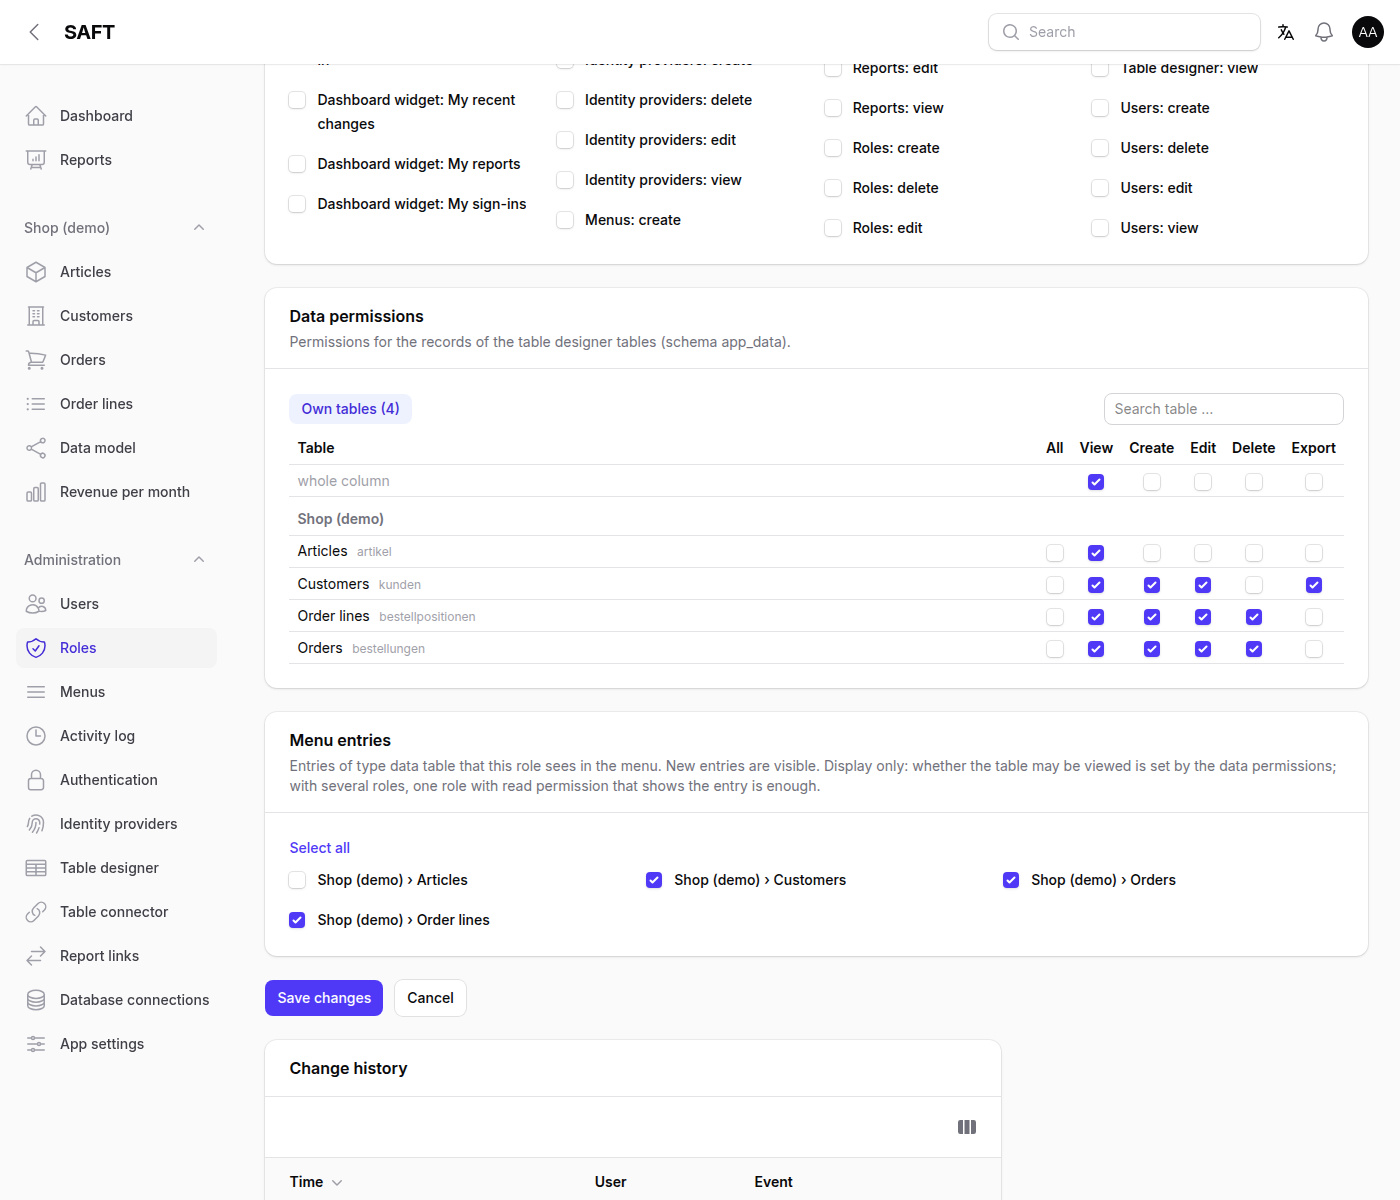 SAFT
Search
AA
Dashboard
Reports
Shop (demo)
Articles
Customers
Orders
Order lines
Data model
Revenue per month
Administration
Users
Roles
Menus
Activity log
Authentication
Identity providers
Table designer
Table connector
Report links
Database connections
App settings
Dashboard widget: My recent
changes
Dashboard widget: My reports
Dashboard widget: My sign-ins
Identity providers: create
Identity providers: delete
Identity providers: edit
Identity providers: view
Menus: create
Reports: edit
Reports: view
Roles: create
Roles: delete
Roles: edit
Table designer: view
Users: create
Users: delete
Users: edit
Users: view
Data permissions
Permissions for the records of the table designer tables (schema app_data).
Own tables (4)
Search table ...
Table All View Create Edit Delete Export
whole column
Shop (demo)
Articles artikel
Customers kunden
Order lines bestellpositionen
Orders bestellungen
Menu entries
Entries of type data table that this role sees in the menu. New entries are visible. Display only: whether the table may be viewed is set by the data permissions;
with several roles, one role with read permission that shows the entry is enough.
Select all
Shop (demo) › Articles
Shop (demo) › Customers
Shop (demo) › Orders
Shop (demo) › Order lines
Save changes
Cancel
Change history
Time User Event